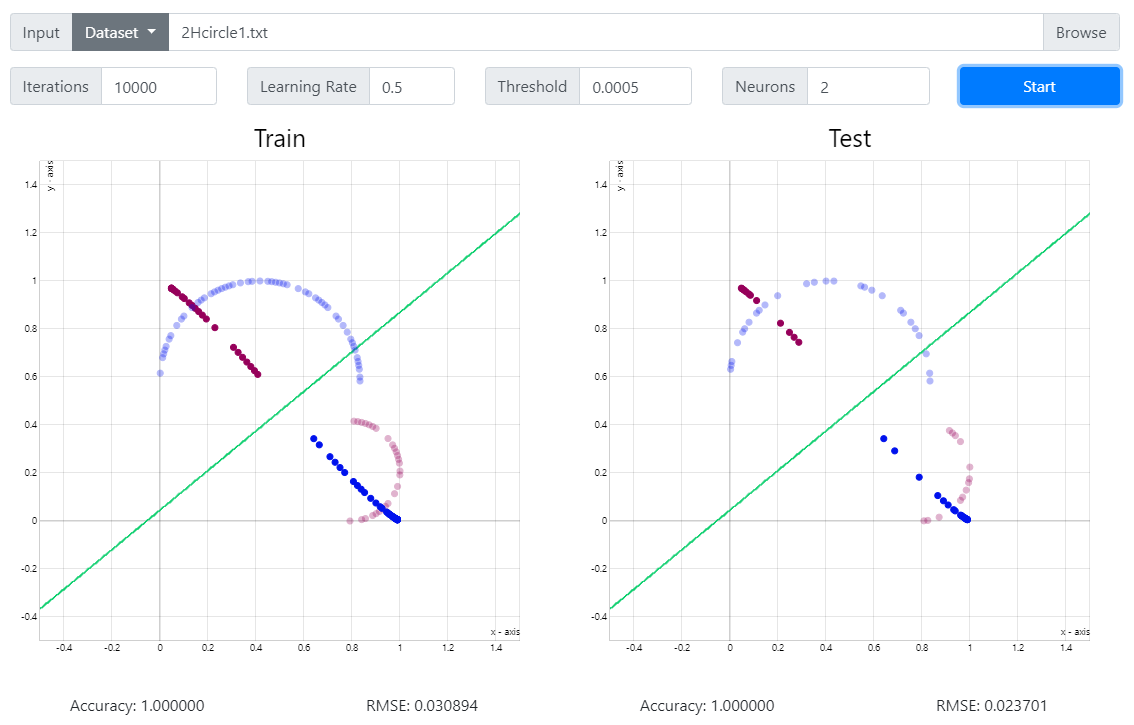 Input Dataset 2Hcircle1.txt Browse
Iterations 10000 Learning Rate 0.5 Threshold 0.0005 Neurons 2 Start
Train Test
y - axis y - axis
1.4 1.4
1.2 1.2
1 1
0.8 0.8
0.6 0.6
0.4 0.4
0.2 0.2
0 0
-0.2 -0.2
-0.4 -0.4
x - axis x - axis
-0.4 -0.2 0 0.2 0.4 0.6 0.8 1 1.2 1.4 -0.4 -0.2 0 0.2 0.4 0.6 0.8 1 1.2 1.4
Accuracy: 1.000000 RMSE: 0.030894 Accuracy: 1.000000 RMSE: 0.023701